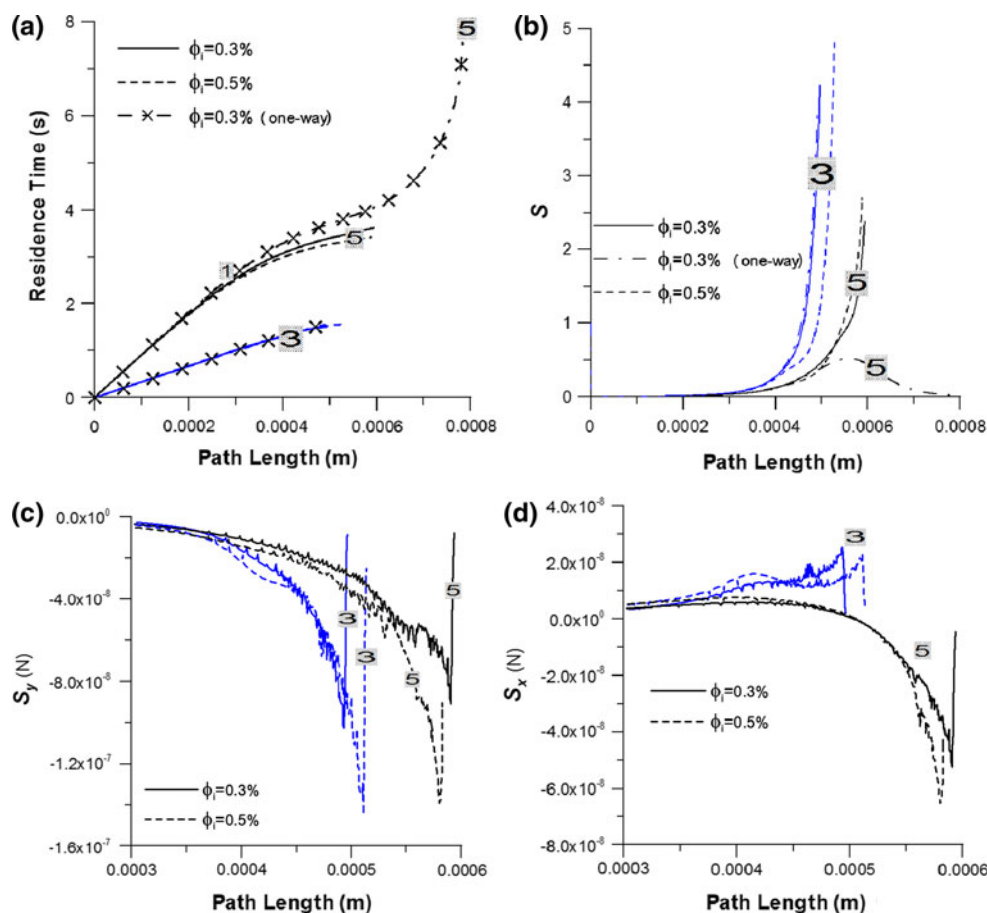 (a)
8
6
4
2
0
Residence Time (s)
ϕi=0.3%
ϕi=0.5%
ϕi=0.3% (one-way)
5
1
5
3
0 0.0002 0.0004 0.0006 0.0008
Path Length (m)
(b)
5
4
3
2
1
0
S
3
ϕi=0.3%
ϕi=0.3% (one-way)
ϕi=0.5%
5
5
0 0.0002 0.0004 0.0006 0.0008
Path Length (m)
(c)
0.0x10⁰
-4.0x10⁻⁸
-8.0x10⁻⁸
-1.2x10⁻⁷
-1.6x10⁻⁷
Sy (N)
5
3
3
5
ϕi=0.3%
ϕi=0.5%
0.0003 0.0004 0.0005 0.0006
Path Length (m)
(d)
4.0x10⁻⁸
2.0x10⁻⁸
0.0x10⁰
-2.0x10⁻⁸
-4.0x10⁻⁸
-6.0x10⁻⁸
-8.0x10⁻⁸
Sx (N)
3
5
ϕi=0.3%
ϕi=0.5%
0.0003 0.0004 0.0005 0.0006
Path Length (m)